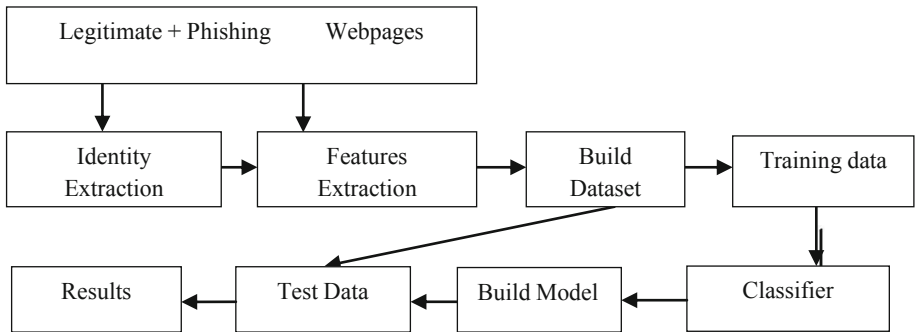 Legitimate + Phishing Webpages
Identity
Extraction
Features
Extraction
Build
Dataset
Training data
Results
Test Data
Build Model
Classifier